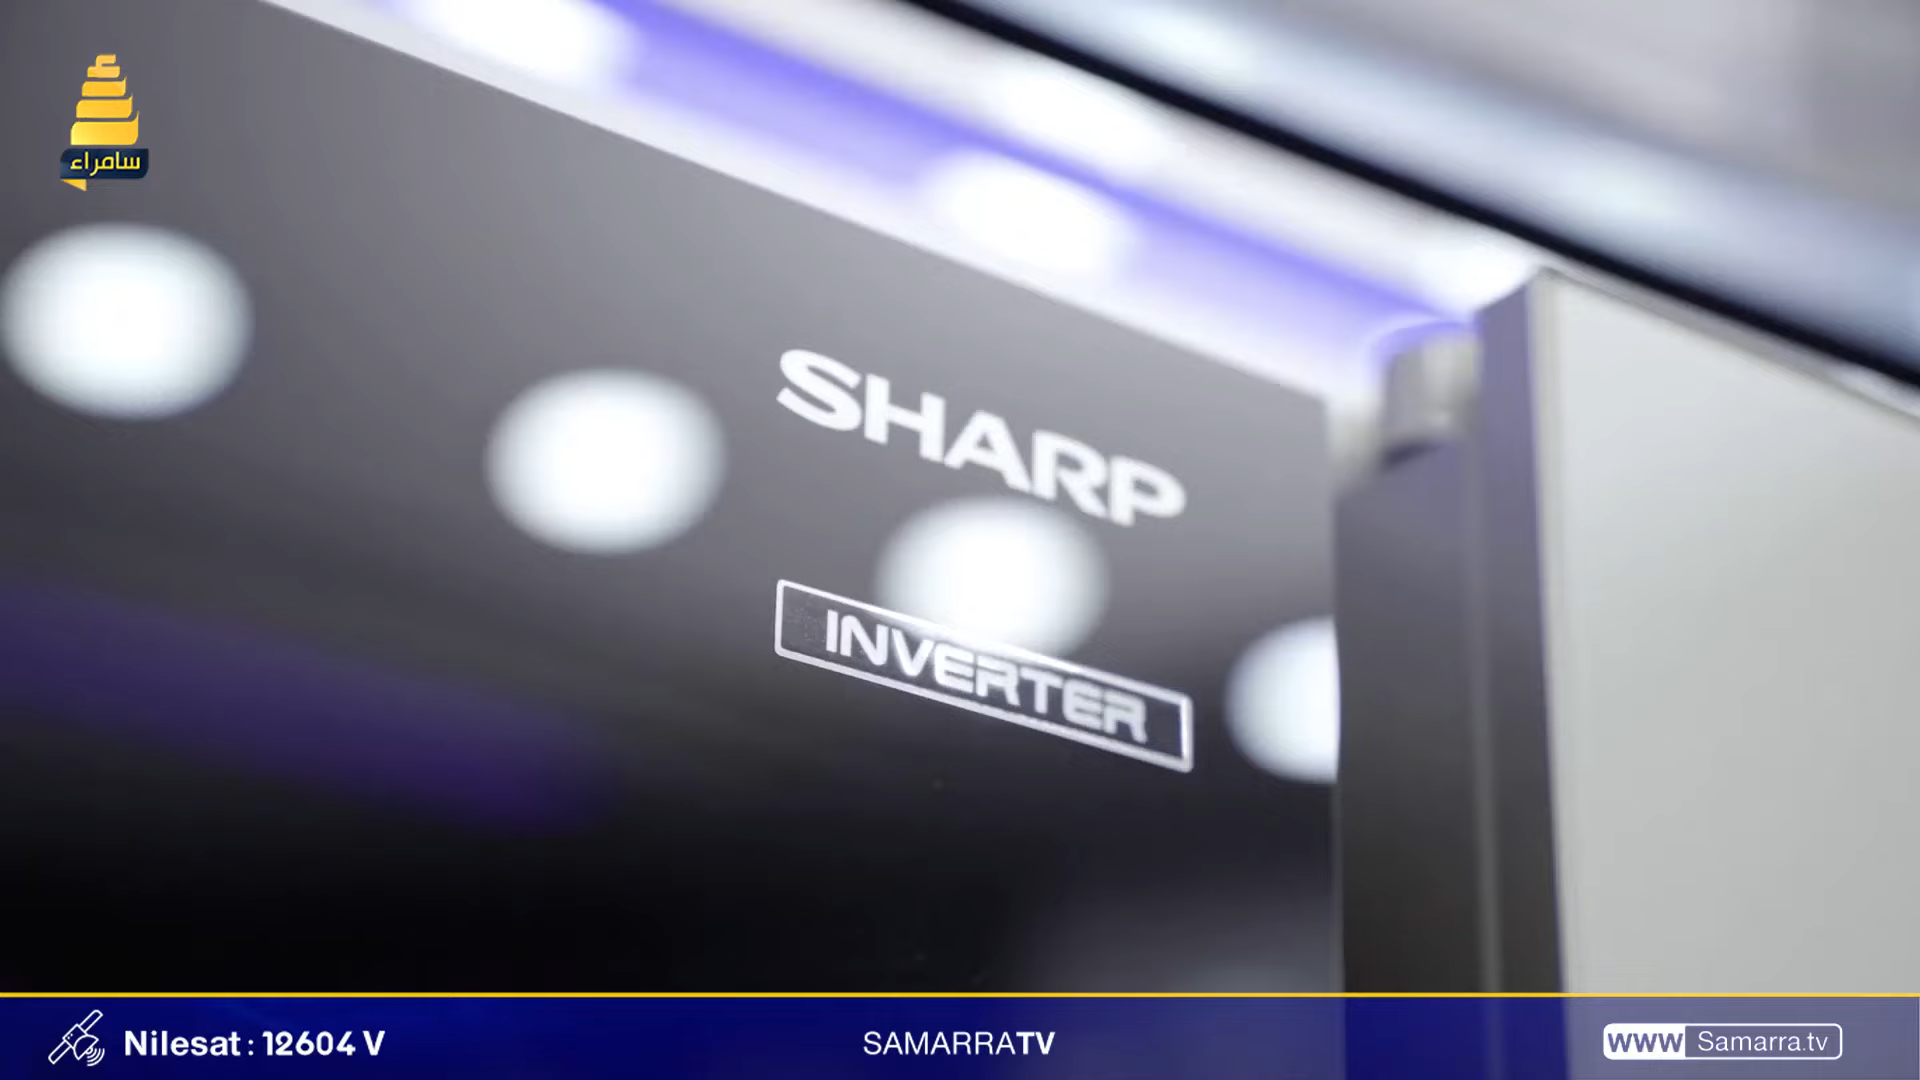 سامراء
SHARP
INVERTER
Nilesat : 12604 V
SAMARRATV
www Samarra.tv